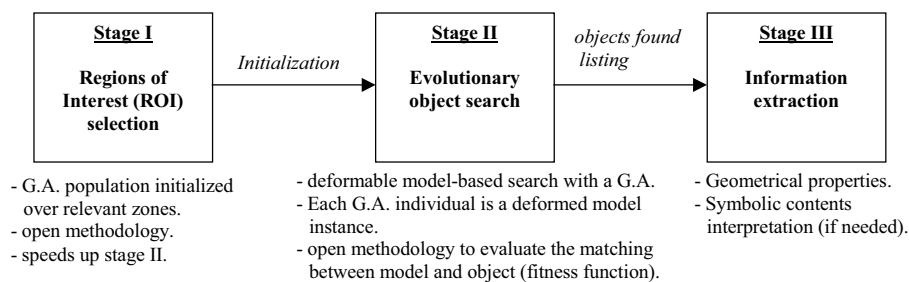 Stage I
Regions of
Interest (ROI)
selection
Initialization
Stage II
Evolutionary
object search
objects found
listing
Stage III
Information
extraction
- G.A. population initialized
over relevant zones.
- open methodology.
- speeds up stage II.
- deformable model-based search with a G.A.
- Each G.A. individual is a deformed model
instance.
- open methodology to evaluate the matching
between model and object (fitness function).
- Geometrical properties.
- Symbolic contents
interpretation (if needed).